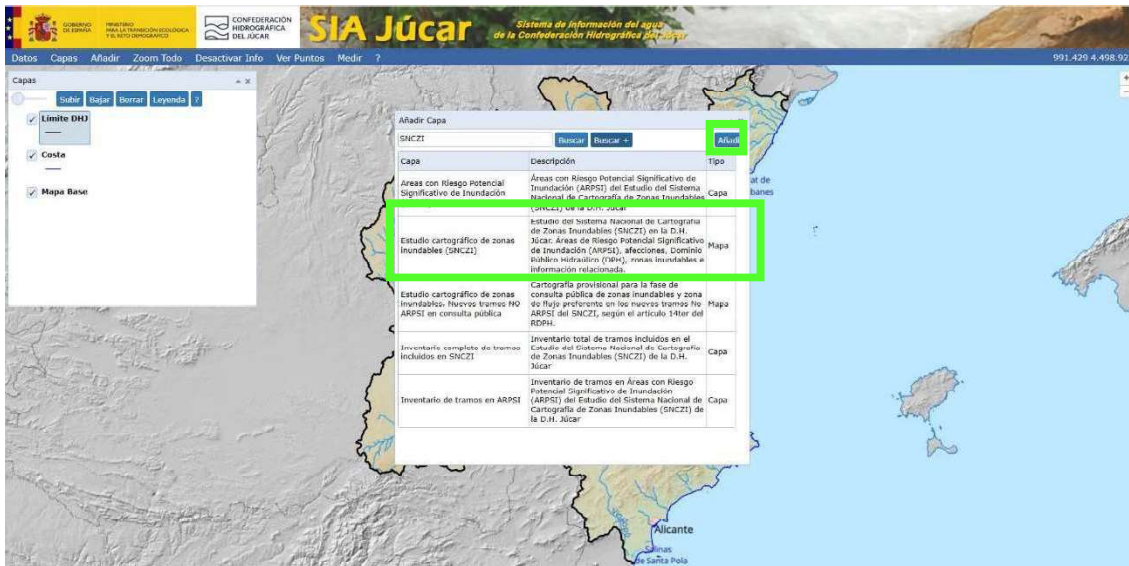 GOBIERNO
DE ESPAÑA
MINISTERIO
PARA LA TRANSICIÓN ECOLÓGICA
Y EL RETO DEMOGRÁFICO
CONFEDERACIÓN
HIDROGRÁFICA
DEL JÚCAR
SIA Júcar
Sistema de información del agua
de la Confederación Hidrográfica del Júcar
Datos Capas Añadir Zoom Todo Desactivar Info Ver Puntos Medir ?
991.429 4.498.92
Capas
Subir Bajar Borrar Leyenda ?
Límite DHJ
Costa
Mapa Base
Añadir Capa
SNCZI Buscar Buscar + Añadi
Capa Descripción Tipo
Áreas con Riesgo Potencial
Significativo de Inundación
Áreas con Riesgo Potencial Significativo de
Inundación (ARPSI) del Estudio del Sistema
Nacional de Cartografía de Zonas Inundables
(SNCZI) de la D.H. Júcar
Capa
Estudio cartográfico de zonas
inundables (SNCZI)
Estudio del Sistema Nacional de Cartografía
de Zonas Inundables (SNCZI) en la D.H.
Júcar. Áreas de Riesgo Potencial Significativo
de Inundación (ARPSI), afecciones, Dominio
Público Hidraúlico (DPH), zonas inundables e
información relacionada.
Mapa
Estudio cartográfico de zonas
inundables. Nuevos tramos NO
ARPSI en consulta pública
Cartografía provisional para la fase de
consulta pública de zonas inundables y zona
de flujo preferente en los nuevos tramos No
ARPSI del SNCZI, según el artículo 14ter del
RDPH.
Mapa
Inventario completo de tramos
incluidos en SNCZI
Inventario total de tramos incluidos en el
Estudio del Sistema Nacional de Cartografía
de Zonas Inundables (SNCZI) de la D.H.
Júcar
Capa
Inventario de tramos en ARPSI
Inventario de tramos en Áreas con Riesgo
Potencial Significativo de Inundación
(ARPSI) del Estudio del Sistema Nacional de
Cartografía de Zonas Inundables (SNCZI) de
la D.H. Júcar
Capa
at de
banes
Alicante
Salinas
de Santa Pola